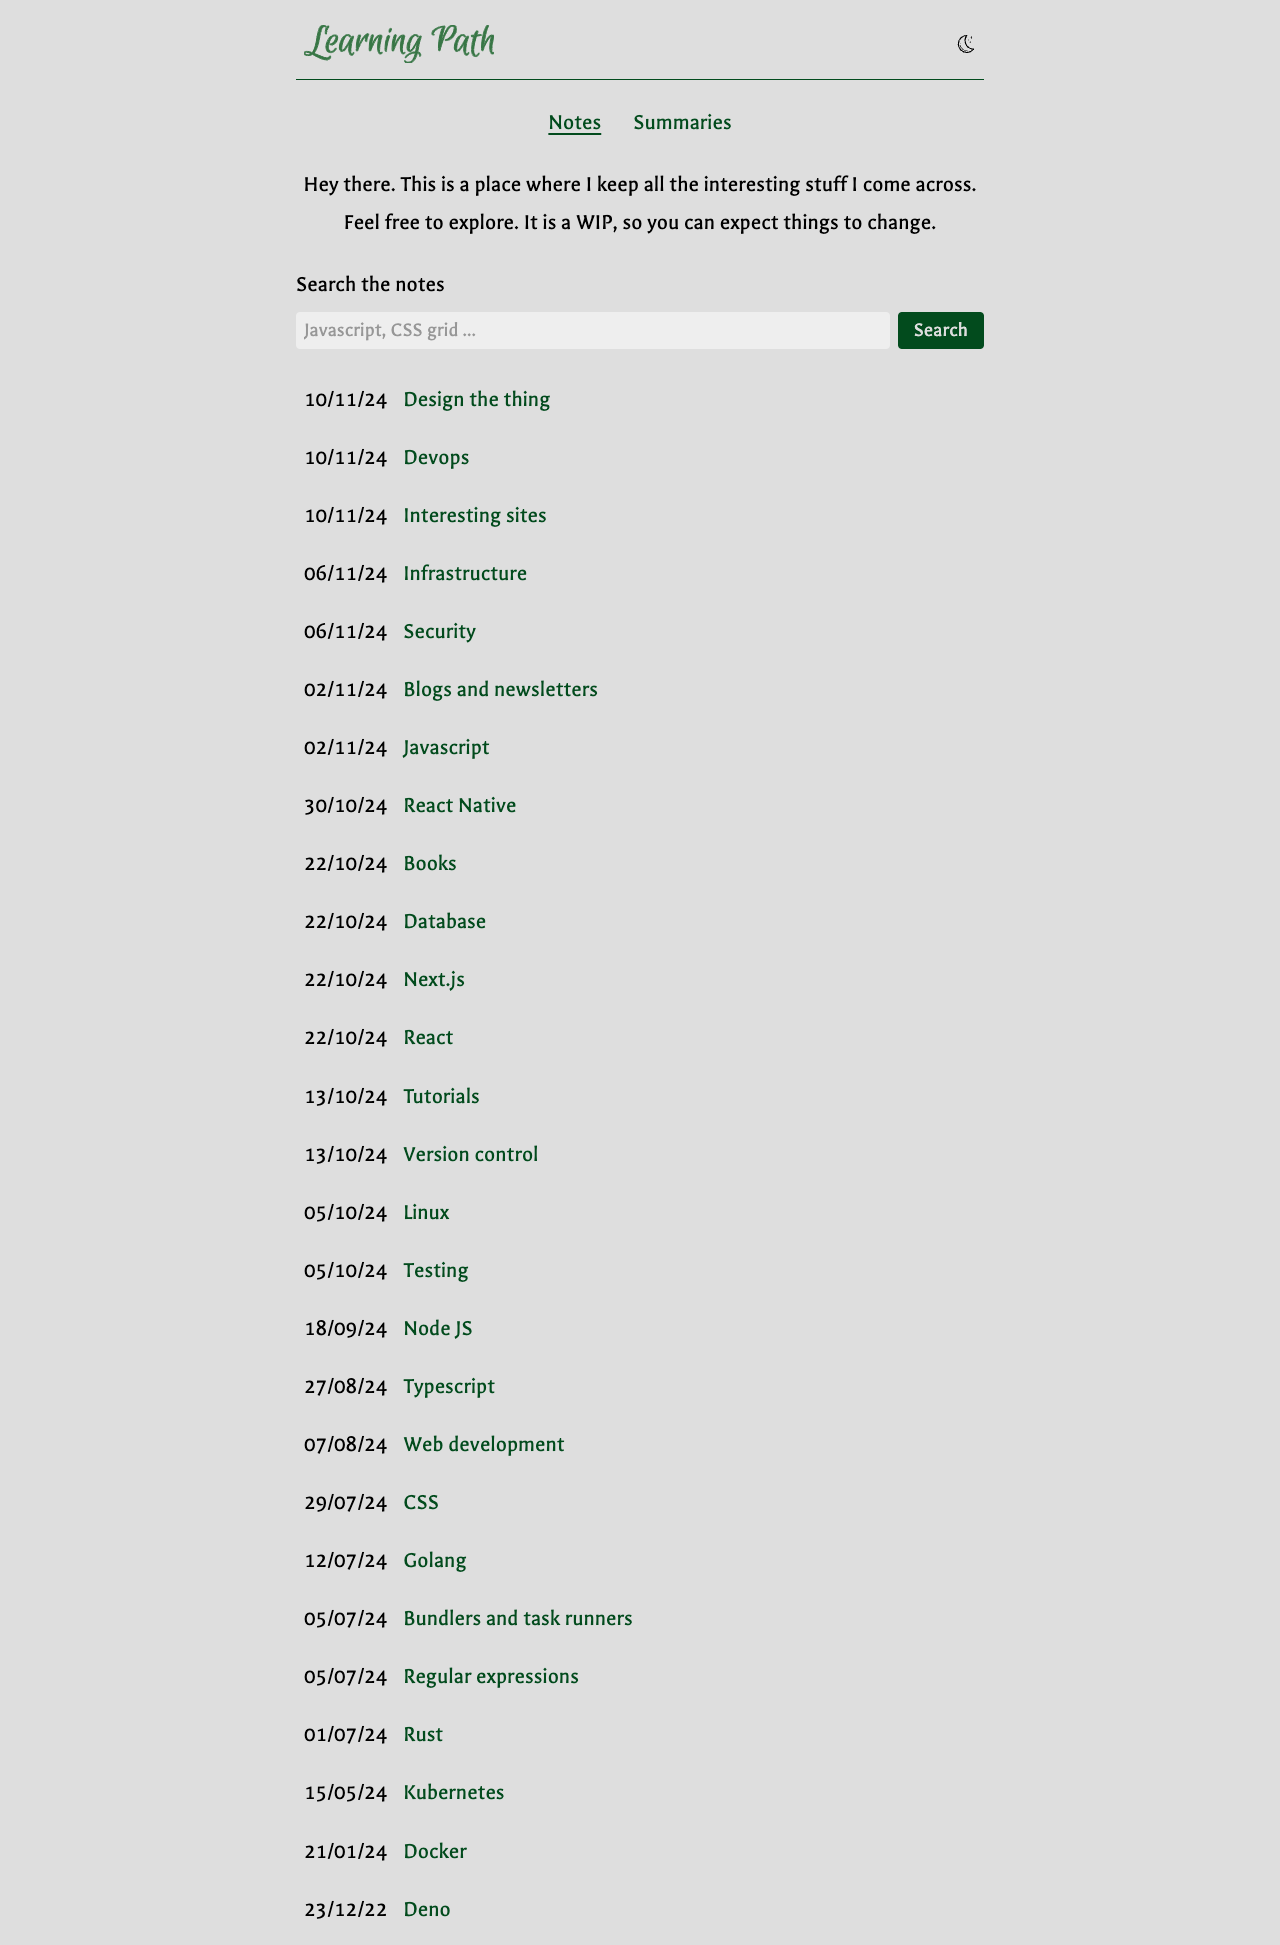 Learning Path
Notes Summaries
Hey there. This is a place where I keep all the interesting stuff I come across.
Feel free to explore. It is a WIP, so you can expect things to change.
Search the notes
Javascript, CSS grid ... Search
10/11/24 Design the thing
10/11/24 Devops
10/11/24 Interesting sites
06/11/24 Infrastructure
06/11/24 Security
02/11/24 Blogs and newsletters
02/11/24 Javascript
30/10/24 React Native
22/10/24 Books
22/10/24 Database
22/10/24 Next.js
22/10/24 React
13/10/24 Tutorials
13/10/24 Version control
05/10/24 Linux
05/10/24 Testing
18/09/24 Node JS
27/08/24 Typescript
07/08/24 Web development
29/07/24 CSS
12/07/24 Golang
05/07/24 Bundlers and task runners
05/07/24 Regular expressions
01/07/24 Rust
15/05/24 Kubernetes
21/01/24 Docker
23/12/22 Deno